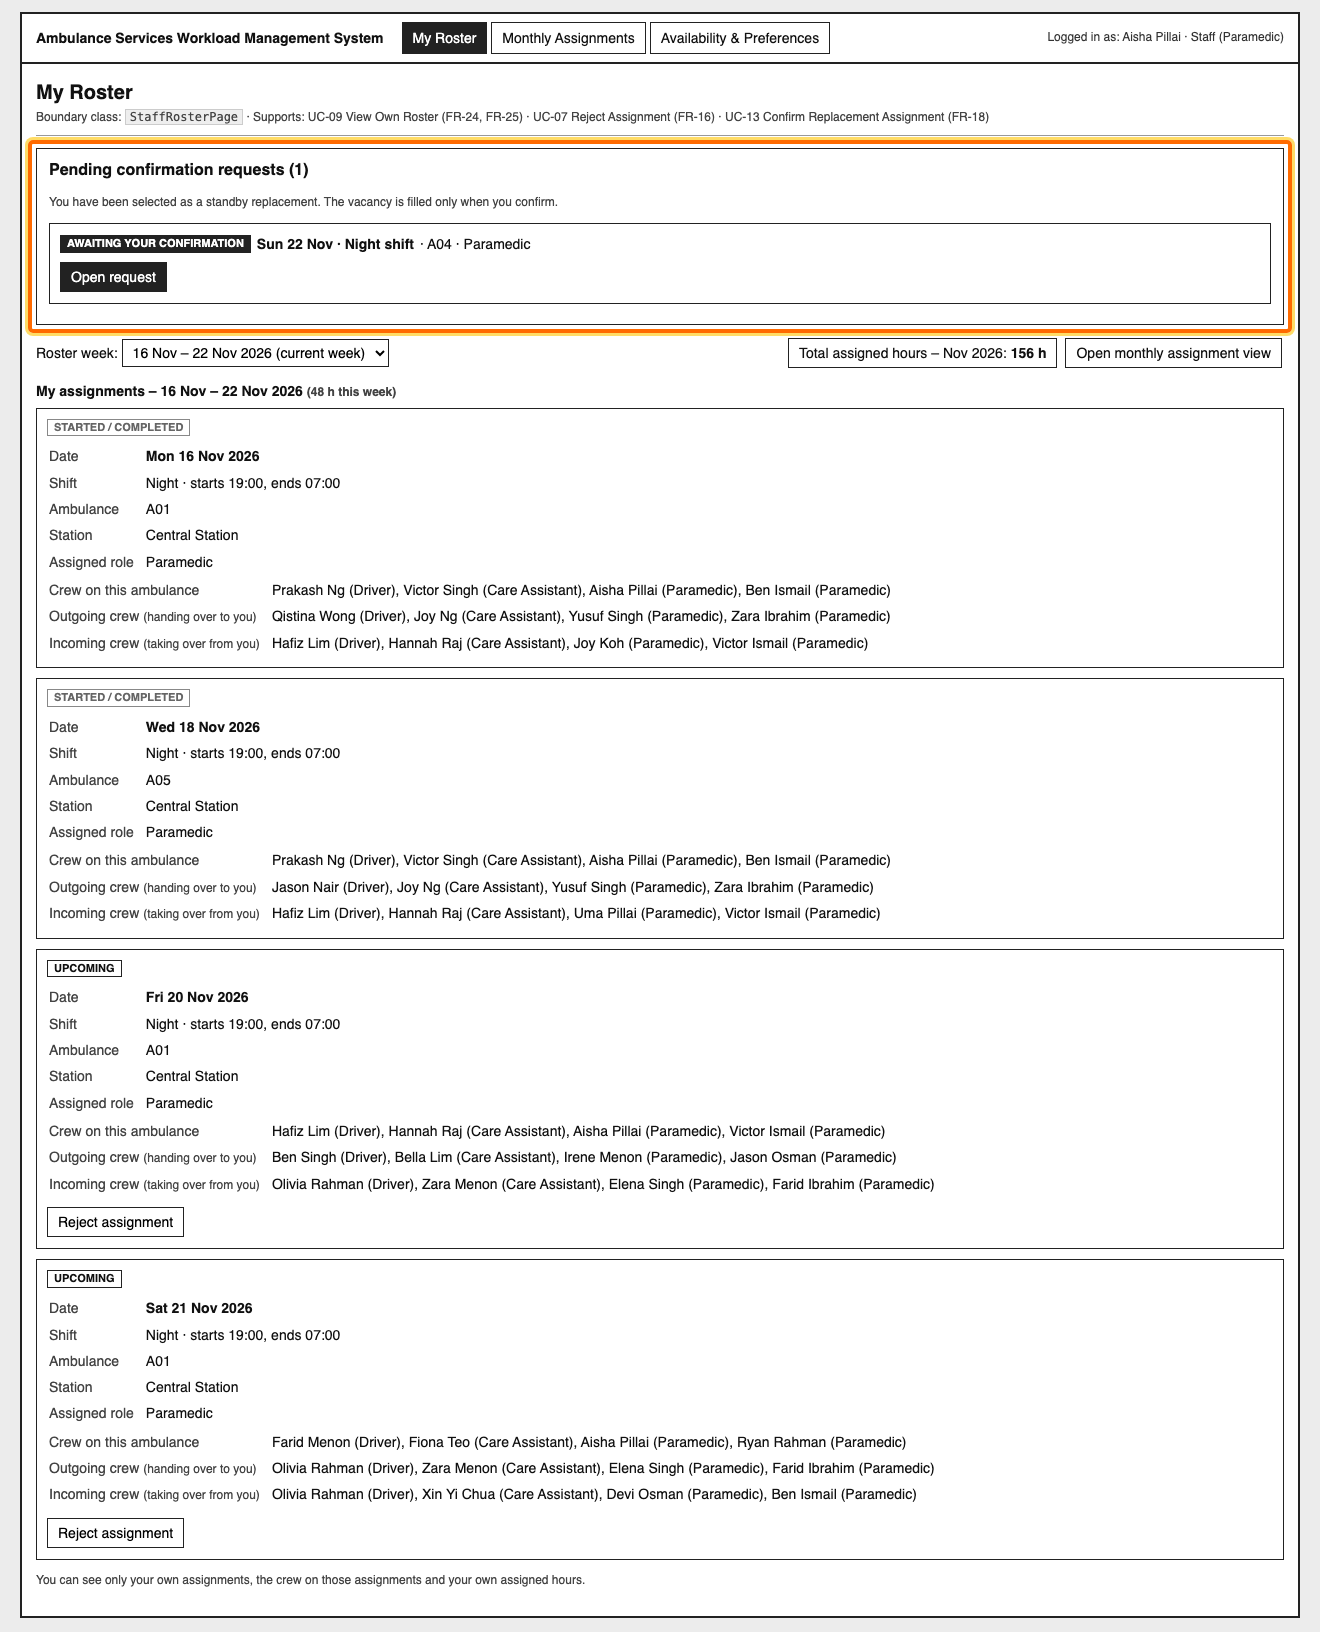 Ambulance Services Workload Management System My Roster Monthly Assignments Availability & Preferences Logged in as: Aisha Pillai · Staff (Paramedic)
My Roster
Boundary class: StaffRosterPage · Supports: UC-09 View Own Roster (FR-24, FR-25) · UC-07 Reject Assignment (FR-16) · UC-13 Confirm Replacement Assignment (FR-18)
Pending confirmation requests (1)
You have been selected as a standby replacement. The vacancy is filled only when you confirm.
AWAITING YOUR CONFIRMATION Sun 22 Nov · Night shift · A04 · Paramedic
Open request
Roster week: 16 Nov – 22 Nov 2026 (current week) Total assigned hours – Nov 2026: 156 h Open monthly assignment view
My assignments – 16 Nov – 22 Nov 2026 (48 h this week)
STARTED / COMPLETED
Date Mon 16 Nov 2026
Shift Night · starts 19:00, ends 07:00
Ambulance A01
Station Central Station
Assigned role Paramedic
Crew on this ambulance Prakash Ng (Driver), Victor Singh (Care Assistant), Aisha Pillai (Paramedic), Ben Ismail (Paramedic)
Outgoing crew (handing over to you) Qistina Wong (Driver), Joy Ng (Care Assistant), Yusuf Singh (Paramedic), Zara Ibrahim (Paramedic)
Incoming crew (taking over from you) Hafiz Lim (Driver), Hannah Raj (Care Assistant), Joy Koh (Paramedic), Victor Ismail (Paramedic)
STARTED / COMPLETED
Date Wed 18 Nov 2026
Shift Night · starts 19:00, ends 07:00
Ambulance A05
Station Central Station
Assigned role Paramedic
Crew on this ambulance Prakash Ng (Driver), Victor Singh (Care Assistant), Aisha Pillai (Paramedic), Ben Ismail (Paramedic)
Outgoing crew (handing over to you) Jason Nair (Driver), Joy Ng (Care Assistant), Yusuf Singh (Paramedic), Zara Ibrahim (Paramedic)
Incoming crew (taking over from you) Hafiz Lim (Driver), Hannah Raj (Care Assistant), Uma Pillai (Paramedic), Victor Ismail (Paramedic)
UPCOMING
Date Fri 20 Nov 2026
Shift Night · starts 19:00, ends 07:00
Ambulance A01
Station Central Station
Assigned role Paramedic
Crew on this ambulance Hafiz Lim (Driver), Hannah Raj (Care Assistant), Aisha Pillai (Paramedic), Victor Ismail (Paramedic)
Outgoing crew (handing over to you) Ben Singh (Driver), Bella Lim (Care Assistant), Irene Menon (Paramedic), Jason Osman (Paramedic)
Incoming crew (taking over from you) Olivia Rahman (Driver), Zara Menon (Care Assistant), Elena Singh (Paramedic), Farid Ibrahim (Paramedic)
Reject assignment
UPCOMING
Date Sat 21 Nov 2026
Shift Night · starts 19:00, ends 07:00
Ambulance A01
Station Central Station
Assigned role Paramedic
Crew on this ambulance Farid Menon (Driver), Fiona Teo (Care Assistant), Aisha Pillai (Paramedic), Ryan Rahman (Paramedic)
Outgoing crew (handing over to you) Olivia Rahman (Driver), Zara Menon (Care Assistant), Elena Singh (Paramedic), Farid Ibrahim (Paramedic)
Incoming crew (taking over from you) Olivia Rahman (Driver), Xin Yi Chua (Care Assistant), Devi Osman (Paramedic), Ben Ismail (Paramedic)
Reject assignment
You can see only your own assignments, the crew on those assignments and your own assigned hours.